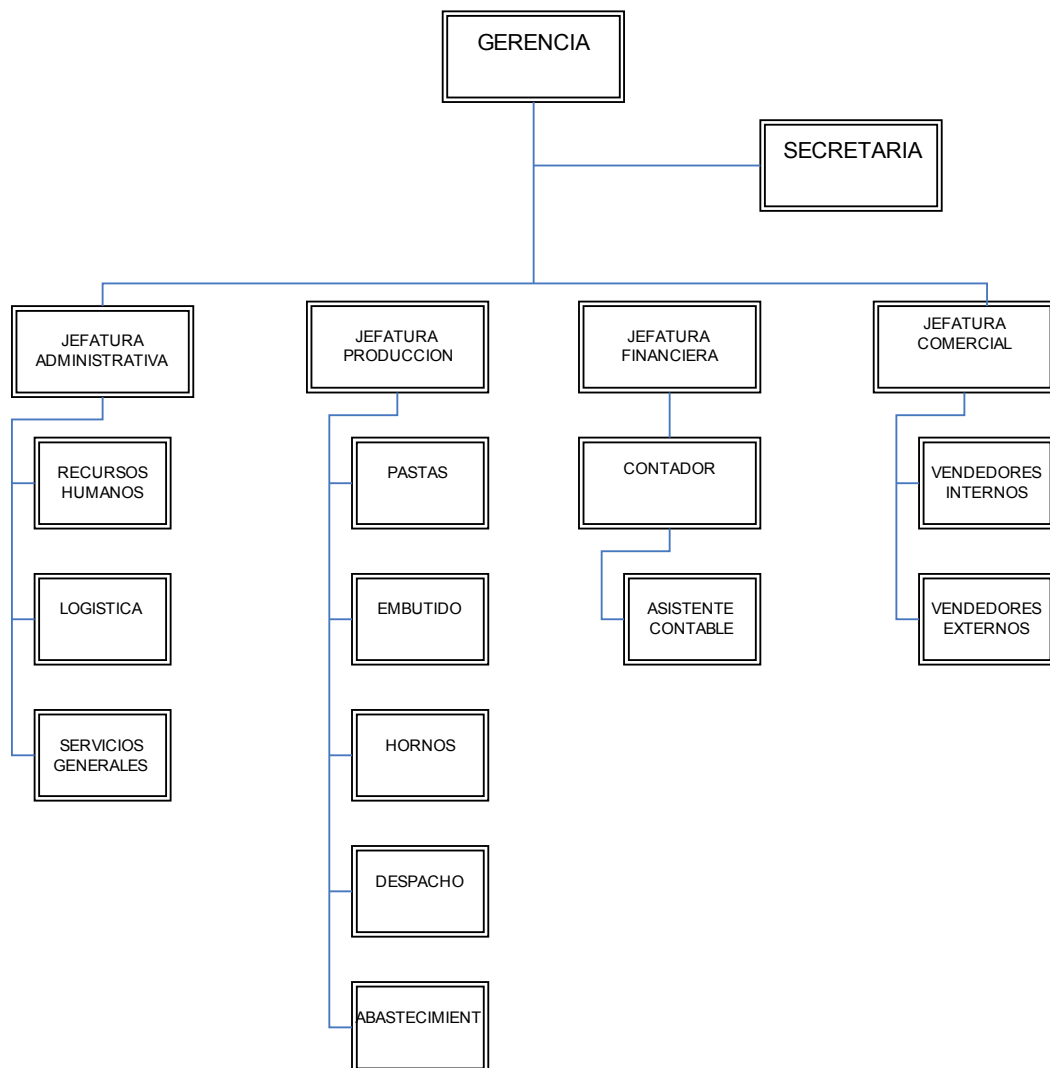 GERENCIA
SECRETARIA
JEFATURA
ADMINISTRATIVA
JEFATURA
PRODUCCION
JEFATURA
FINANCIERA
JEFATURA
COMERCIAL
RECURSOS
HUMANOS
PASTAS
CONTADOR
VENDEDORES
INTERNOS
LOGISTICA
EMBUTIDO
ASISTENTE
CONTABLE
VENDEDORES
EXTERNOS
SERVICIOS
GENERALES
HORNOS
DESPACHO
ABASTECIMIENT